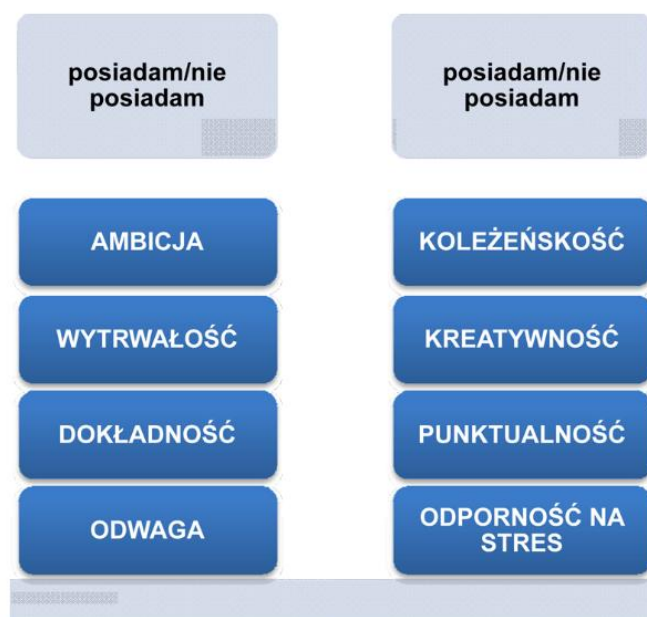 posiadam/nie
posiadam
AMBICJA
WYTRWAŁOŚĆ
DOKŁADNOŚĆ
ODWAGA
posiadam/nie
posiadam
KOLEŻEŃSKOŚĆ
KREATYWNOŚĆ
PUNKTUALNOŚĆ
ODPORNOŚĆ NA
STRES